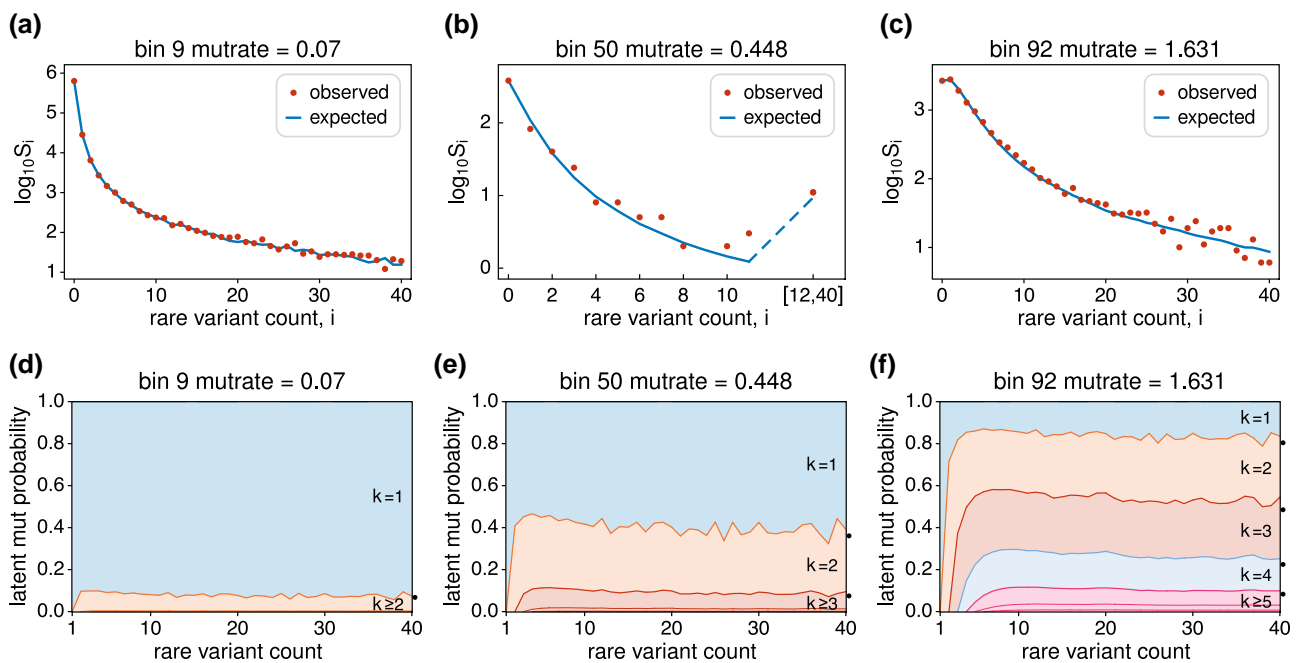 (a)
bin 9 mutrate = 0.07
log10Si
6
5
4
3
2
1
observed
expected
0
10
20
30
40
rare variant count, i
(b)
bin 50 mutrate = 0.448
log10Si
2
1
0
observed
expected
0
2
4
6
8
10
[12,40]
rare variant count, i
(c)
bin 92 mutrate = 1.631
log10Si
3
2
1
observed
expected
0
10
20
30
40
rare variant count, i
(d)
bin 9 mutrate = 0.07
latent mut probability
1.0
0.8
0.6
0.4
0.2
0.0
k=1
k≥2
1
10
20
30
40
rare variant count
(e)
bin 50 mutrate = 0.448
latent mut probability
1.0
0.8
0.6
0.4
0.2
0.0
k=1
k=2
k≥3
1
10
20
30
40
rare variant count
(f)
bin 92 mutrate = 1.631
latent mut probability
1.0
0.8
0.6
0.4
0.2
0.0
k=1
k=2
k=3
k=4
k≥5
1
10
20
30
40
rare variant count